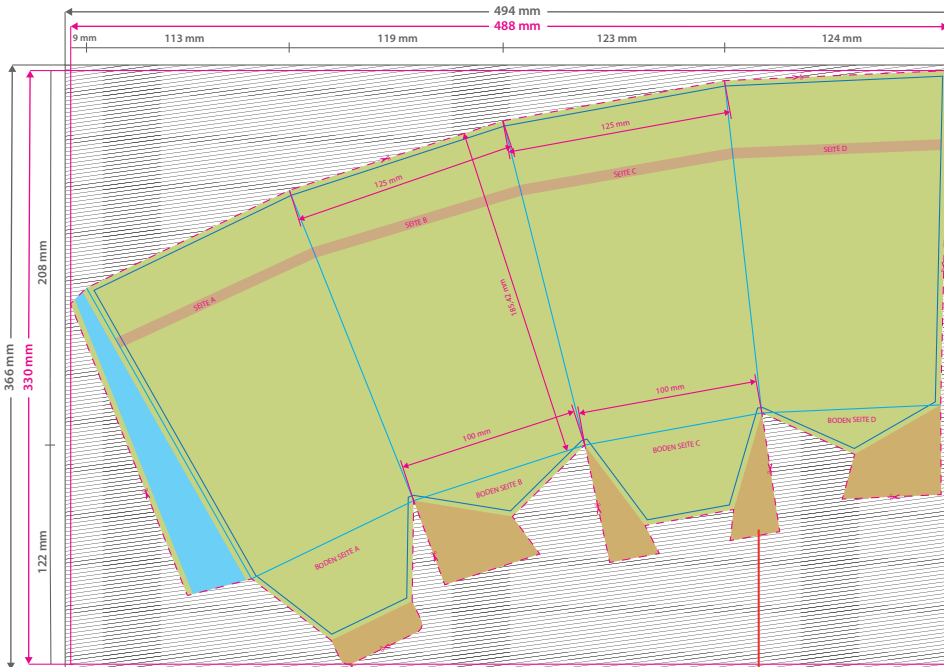 494 mm
488 mm
9 mm
113 mm
119 mm
123 mm
124 mm
366 mm
330 mm
208 mm
122 mm
125 mm
125 mm
SEITE A
SEITE B
SEITE C
SEITE D
185,42 mm
100 mm
100 mm
BODEN SEITE A
BODEN SEITE B
BODEN SEITE C
BODEN SEITE D